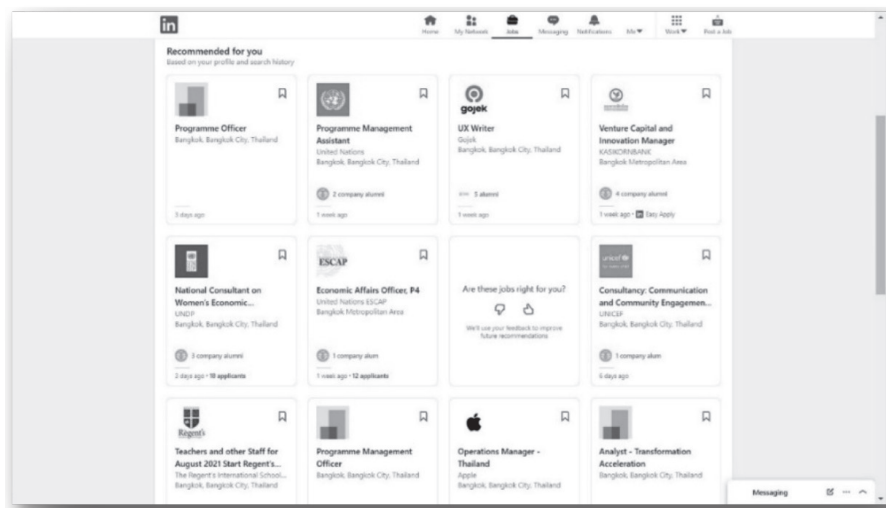 in
Home My Network Jobs Messaging Notifications Me Work Post a Job
Recommended for you
Based on your profile and search history
Programme Officer
Bangkok, Bangkok City, Thailand
3 days ago
Programme Management
Assistant
United Nations
Bangkok, Bangkok City, Thailand
2 company alumni
1 week ago
gojek
UX Writer
Gojek
Bangkok, Bangkok City, Thailand
5 alumni
1 week ago
Venture Capital and
Innovation Manager
KASIKORNBANK
Bangkok Metropolitan Area
4 company alumni
1 week ago • in Easy Apply
National Consultant on
Women's Economic...
UNDP
Bangkok, Bangkok City, Thailand
3 company alumni
2 days ago • 18 applicants
ESCAP
Economic Affairs Officer, P4
United Nations ESCAP
Bangkok Metropolitan Area
1 company alum
1 week ago • 12 applicants
Are these jobs right for you?
We'll use your feedback to improve
future recommendations
unicef
Consultancy: Communication
and Community Engagemen...
UNICEF
Bangkok, Bangkok City, Thailand
1 company alum
6 days ago
Regent's
Teachers and other Staff for
August 2021 Start Regent's...
The Regent's International School...
Bangkok, Bangkok City, Thailand
Programme Management
Officer
Bangkok, Bangkok City, Thailand
Operations Manager -
Thailand
Apple
Bangkok, Bangkok City, Thailand
Analyst - Transformation
Acceleration
Bangkok, Bangkok City, Thailand
Messaging